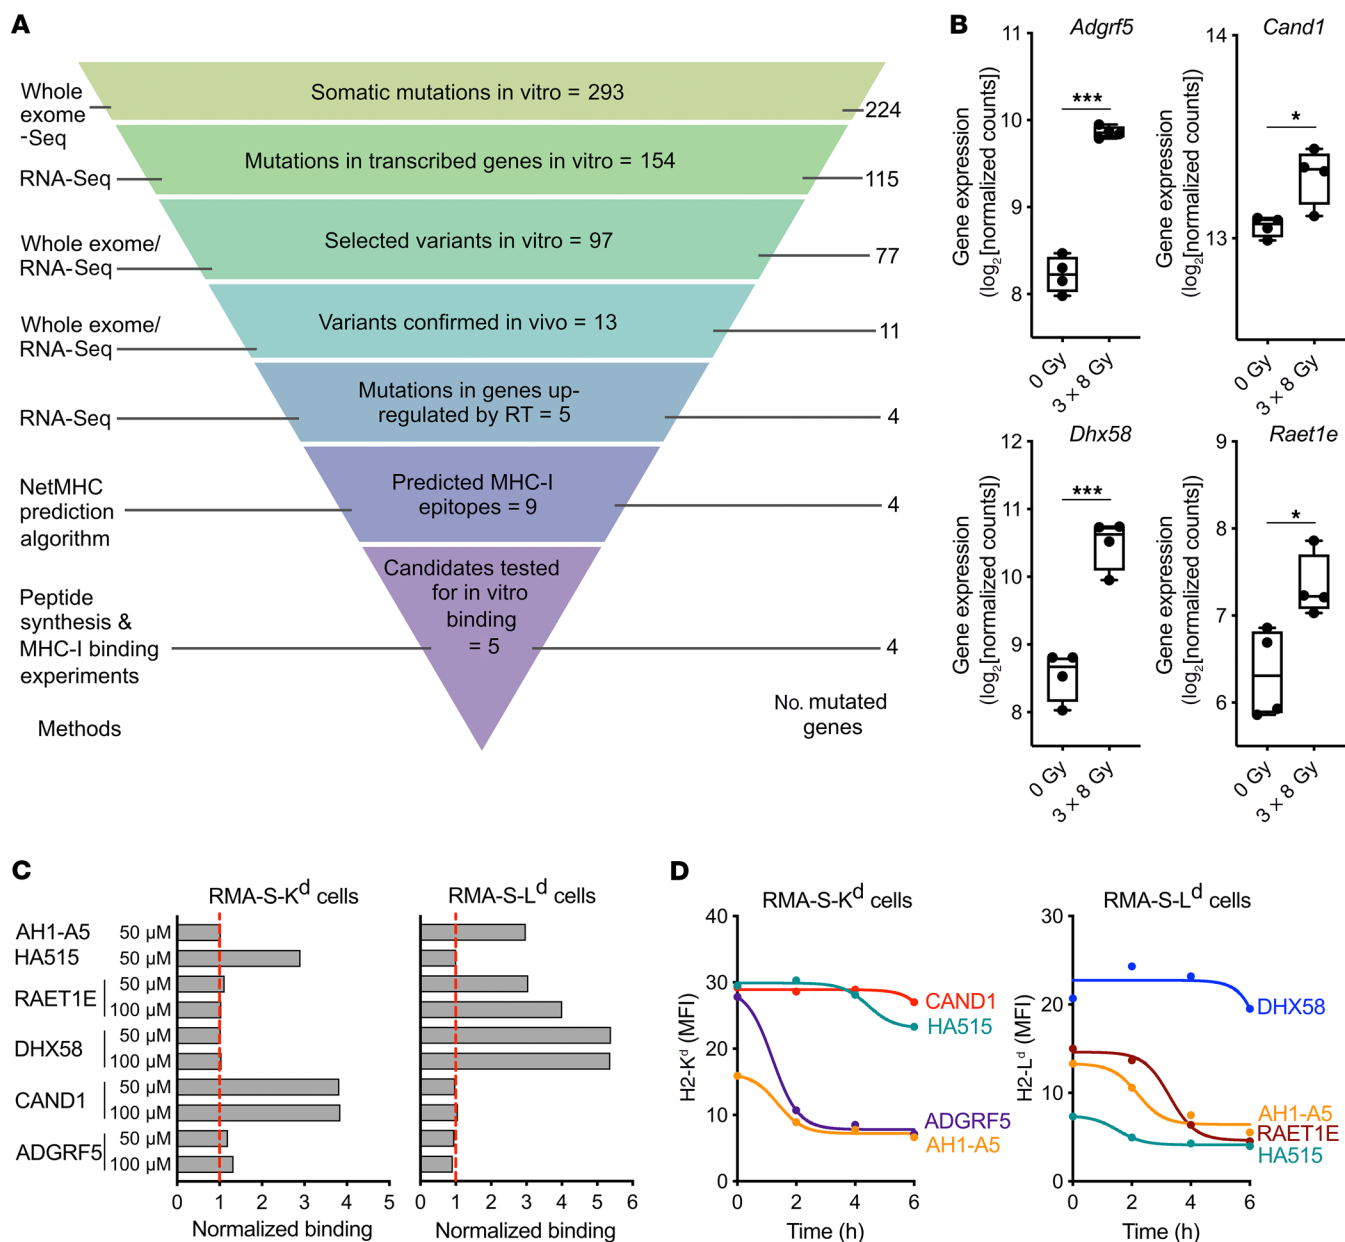 A
Whole
exome
-Seq
Somatic mutations in vitro = 293
224
RNA-Seq
Mutations in transcribed genes in vitro = 154
115
Whole exome/
RNA-Seq
Selected variants in vitro = 97
77
Whole exome/
RNA-Seq
Variants confirmed in vivo = 13
11
RNA-Seq
Mutations in genes up-
regulated by RT = 5
4
NetMHC
prediction
algorithm
Predicted MHC-I
epitopes = 9
4
Peptide
synthesis &
MHC-I binding
experiments
Candidates tested
for in vitro
binding
= 5
4
Methods
No. mutated
genes
B
Adgrf5
Gene expression
(log2[normalized counts])
11
10
9
8
***
0 Gy
3 × 8 Gy
Cand1
Gene expression
(log2[normalized counts])
14
13
*
0 Gy
3 × 8 Gy
Dhx58
Gene expression
(log2[normalized counts])
12
11
10
9
8
***
0 Gy
3 × 8 Gy
Raet1e
Gene expression
(log2[normalized counts])
9
8
7
6
*
0 Gy
3 × 8 Gy
C
RMA-S-Kd cells
RMA-S-Ld cells
AH1-A5 50 µM
HA515 50 µM
RAET1E 50 µM
100 µM
DHX58 50 µM
100 µM
CAND1 50 µM
100 µM
ADGRF5 50 µM
100 µM
0 1 2 3 4 5
Normalized binding
0 1 2 3 4 5 6
Normalized binding
D
RMA-S-Kd cells
H2-Kd (MFI)
40
30
20
10
0
CAND1
HA515
ADGRF5
AH1-A5
0 2 4 6
Time (h)
RMA-S-Ld cells
H2-Ld (MFI)
30
20
10
0
DHX58
AH1-A5
RAET1E
HA515
0 2 4 6
Time (h)